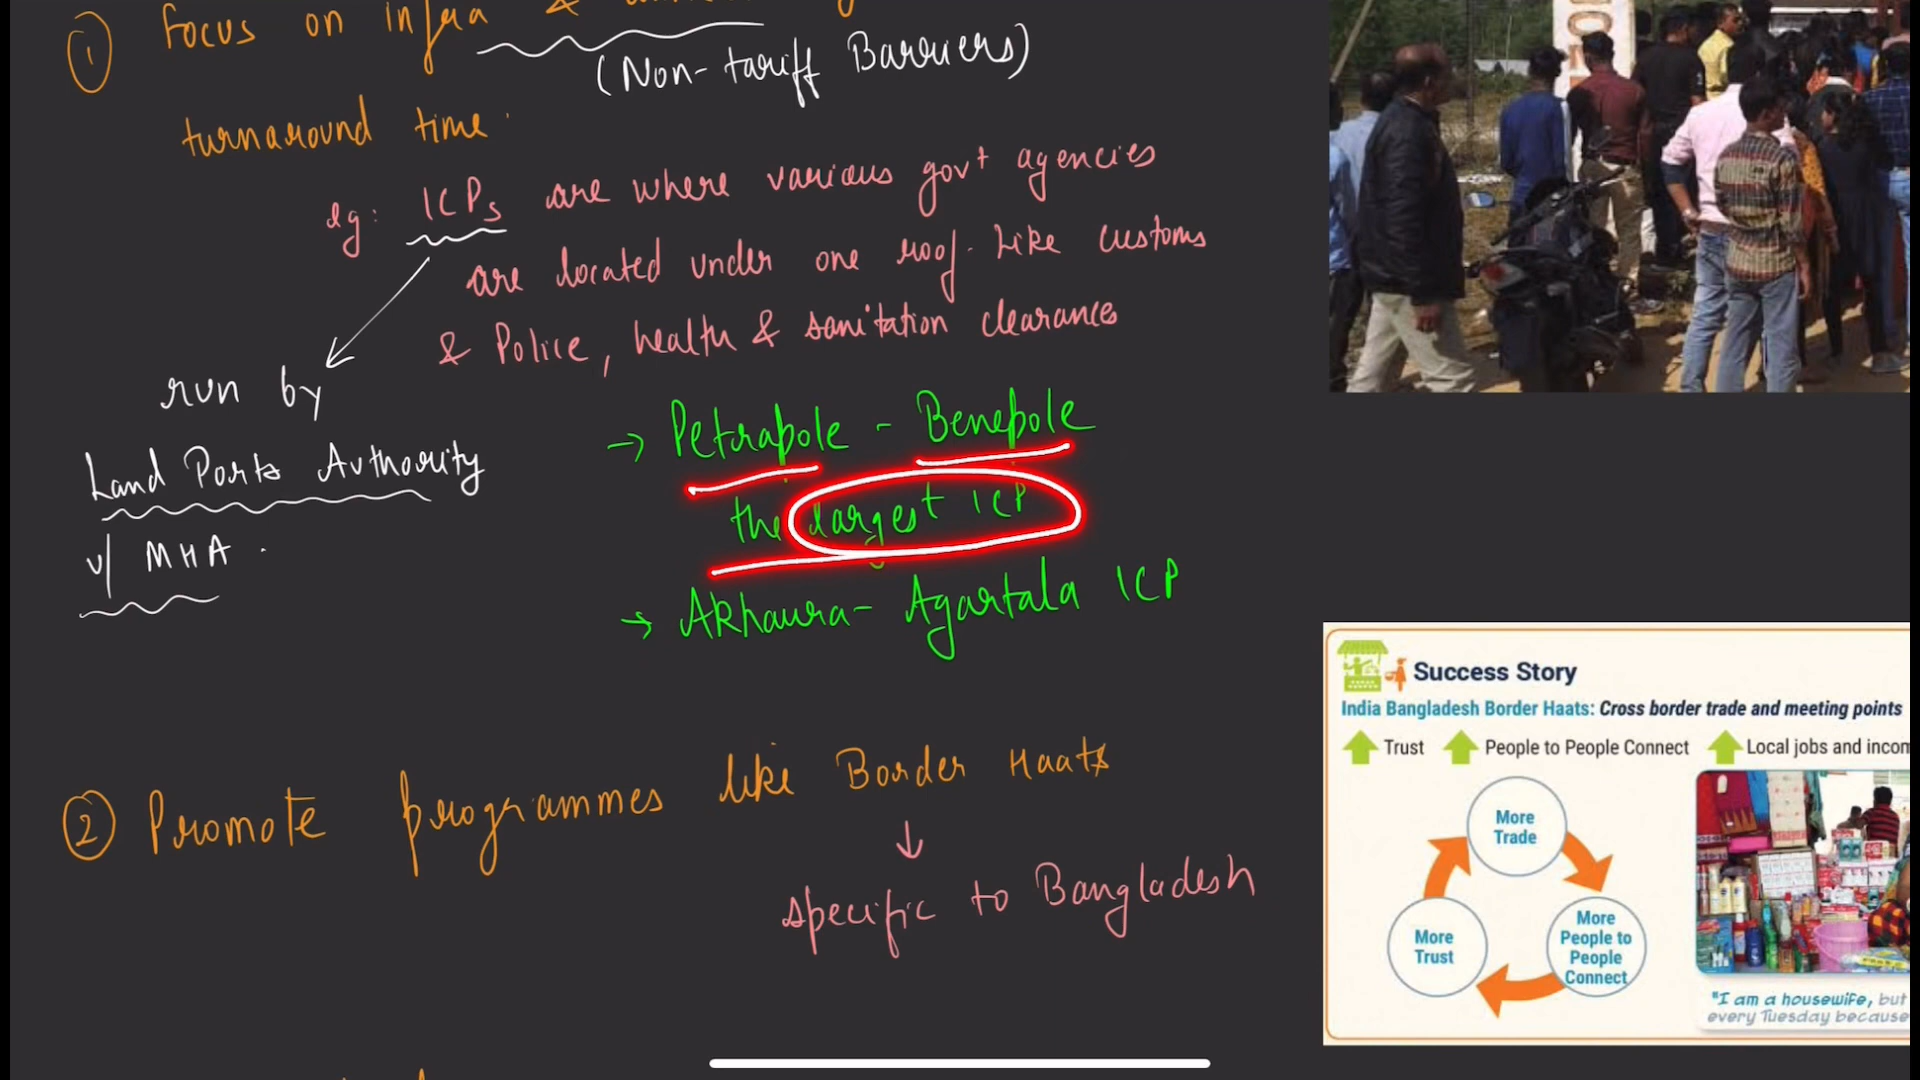 ① Focus on infra &
(Non-tariff Barriers)
turnaround time.
eg: ICPs are where various govt agencies
are located under one roof. Like customs
& Police, health & sanitation clearances
run by
Land Ports Authority
v/ MHA.
→ Petrapole - Benepole
the largest ICP
→ Akhaura- Agartala ICP
② Promote programmes like Border Haats
↓
specific to Bangladesh
Success Story
India Bangladesh Border Haats: Cross border trade and meeting points
Trust People to People Connect Local jobs and incom
More
Trade
More
People to
People
Connect
More
Trust
"I am a housewife, but
every Tuesday because